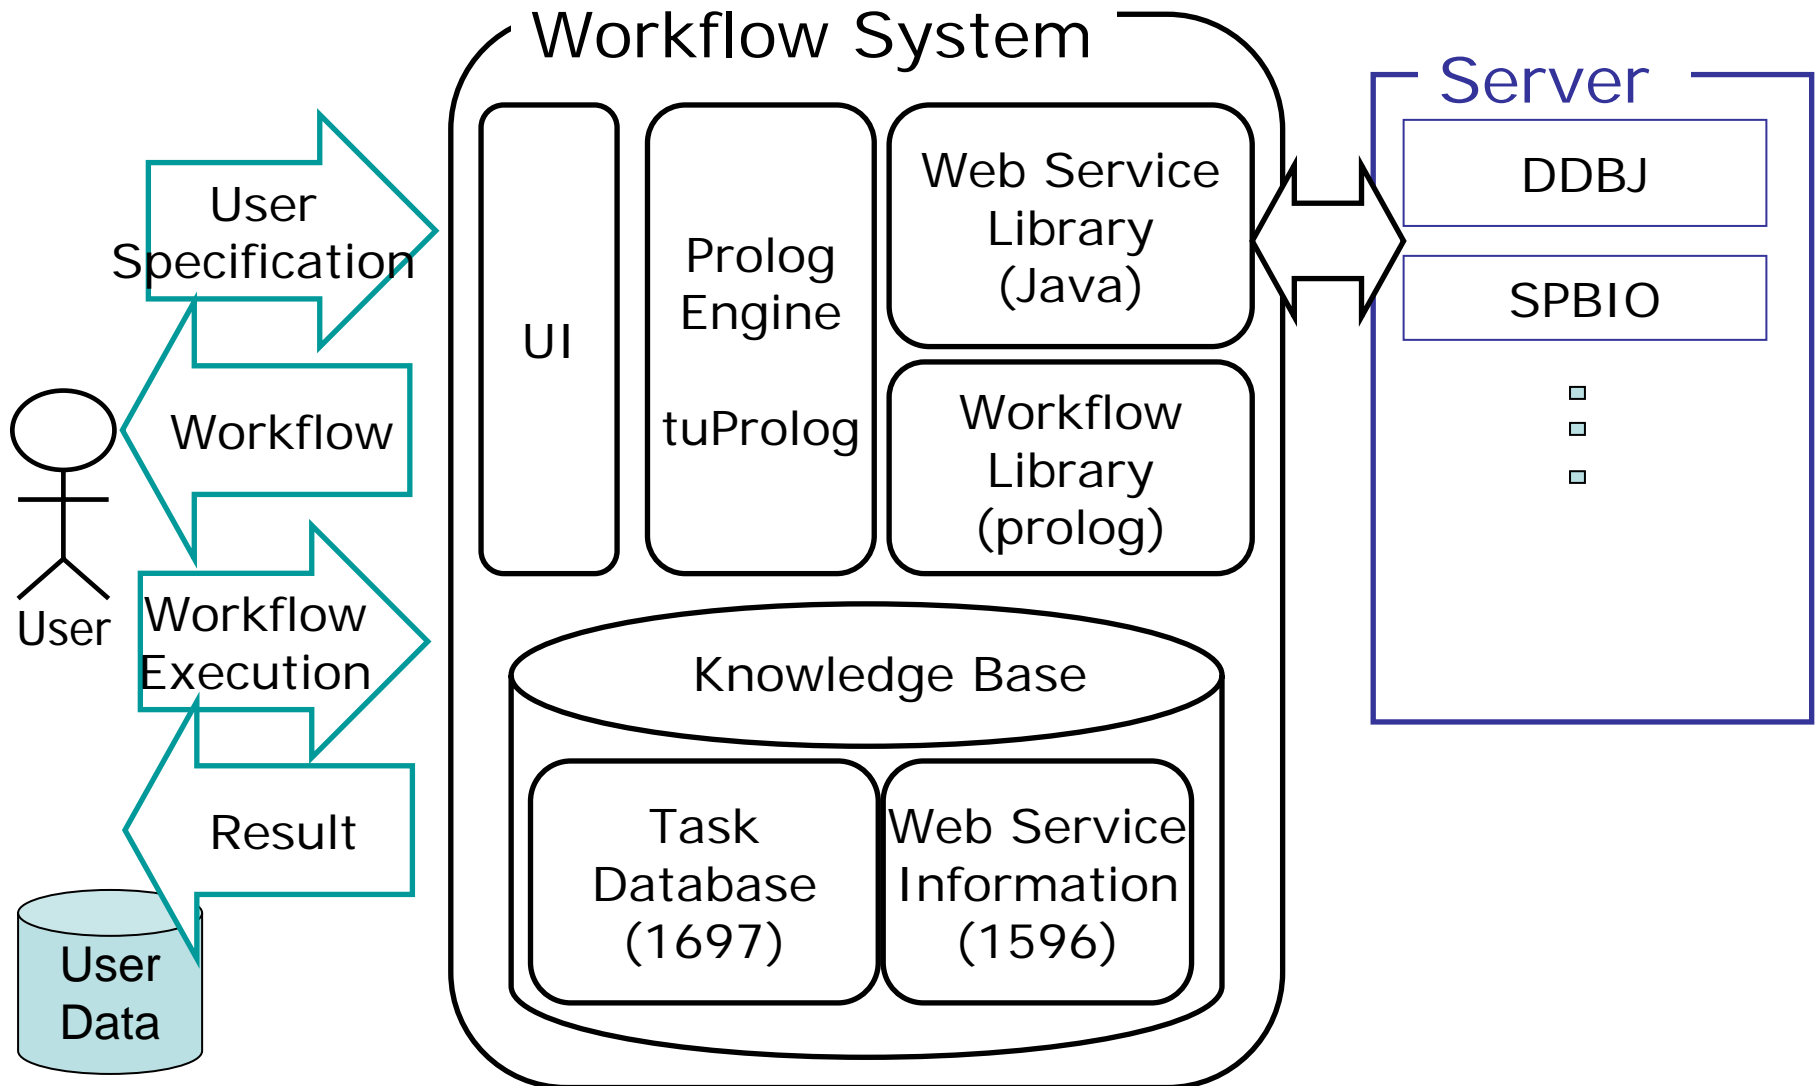 Workflow System
Server
User
Specification
Workflow
Workflow
Execution
Result
User
User
Data
UI
Prolog
Engine
tuProlog
Web Service
Library
(Java)
Workflow
Library
(prolog)
Knowledge Base
Task
Database
(1697)
Web Service
Information
(1596)
DDBJ
SPBIO